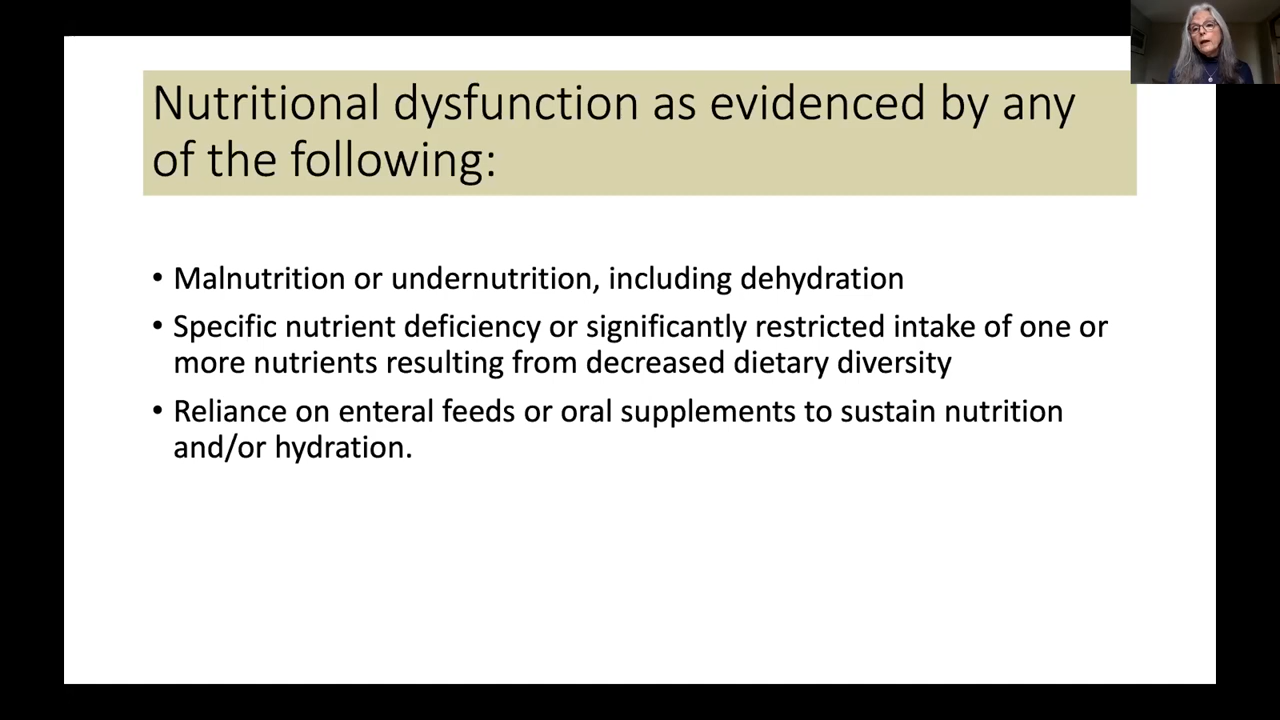 Nutritional dysfunction as evidenced by any
of the following:
• Malnutrition or undernutrition, including dehydration
• Specific nutrient deficiency or significantly restricted intake of one or
more nutrients resulting from decreased dietary diversity
• Reliance on enteral feeds or oral supplements to sustain nutrition
and/or hydration.